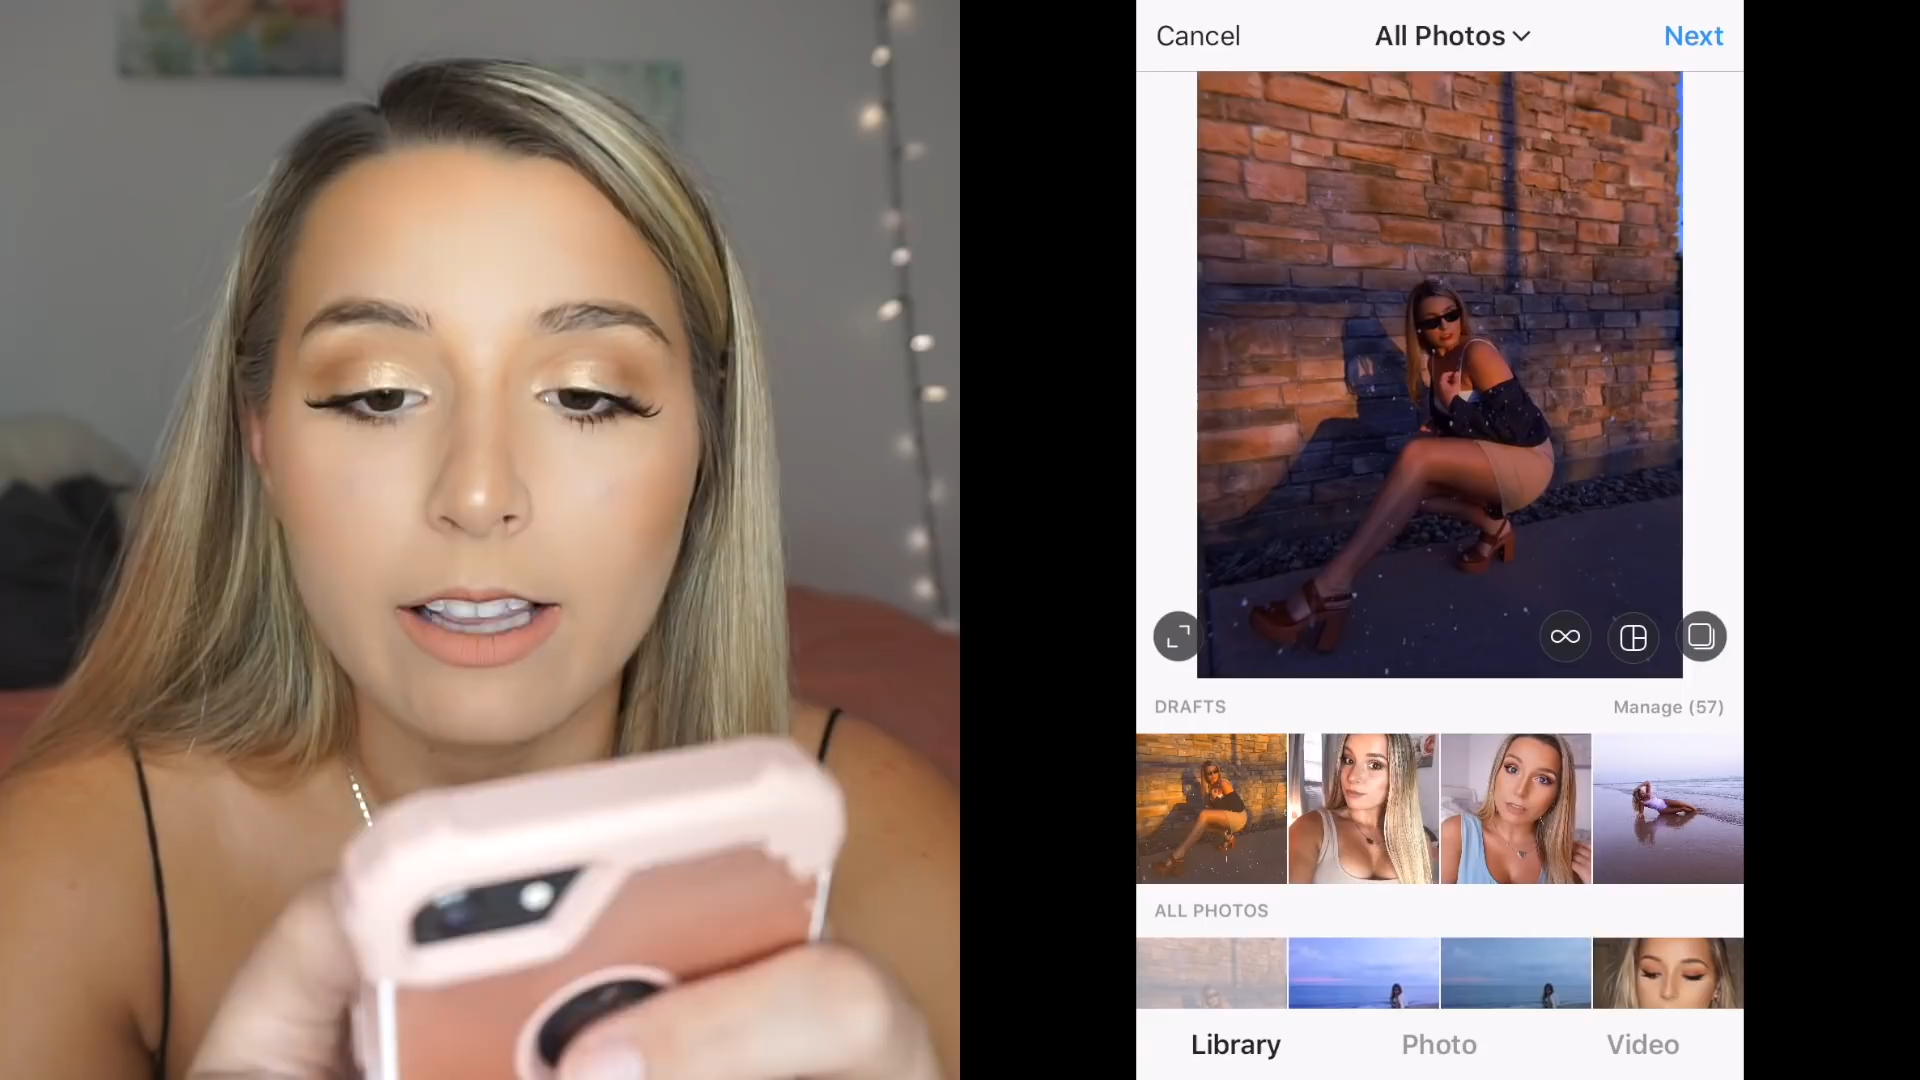 Cancel
All Photos
Next
DRAFTS
Manage (57)
ALL PHOTOS
Library
Photo
Video